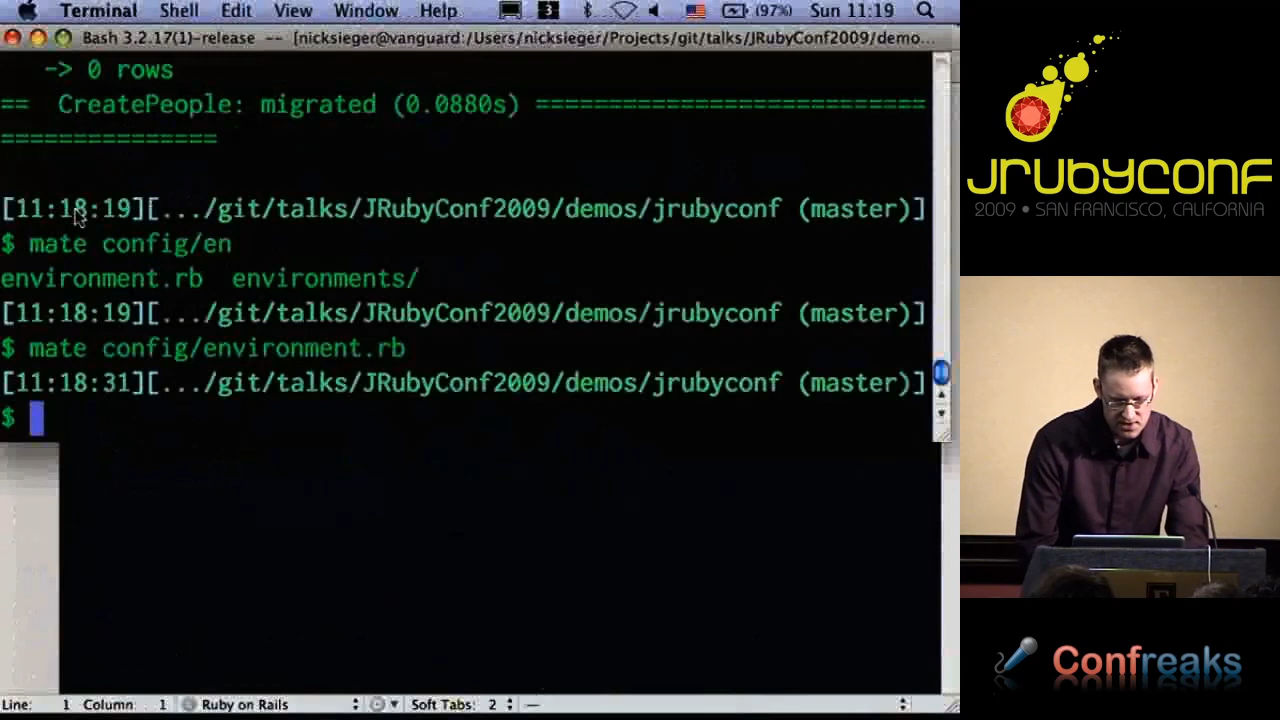 Terminal Shell Edit View Window Help 3 (97%) Sun 11:19
Bash 3.2.17(1)-release -- [nicksieger@vanguard:/Users/nicksieger/Projects/git/talks/JRubyConf2009/demo...
-> 0 rows
== CreatePeople: migrated (0.0880s) ===========================
===============
[11:18:19][.../git/talks/JRubyConf2009/demos/jrubyconf (master)]
$ mate config/en
environment.rb environments/
[11:18:19][.../git/talks/JRubyConf2009/demos/jrubyconf (master)]
$ mate config/environment.rb
[11:18:31][.../git/talks/JRubyConf2009/demos/jrubyconf (master)]
$
Line: 1 Column: 1 Ruby on Rails Soft Tabs: 2 —
JRUBYCONF
2009 • SAN FRANCISCO, CALIFORNIA
Confreaks